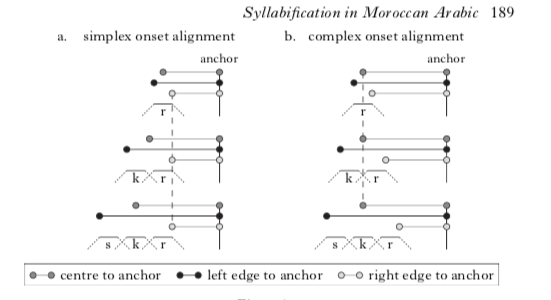 Syllabification in Moroccan Arabic 189
a. simplex onset alignment
b. complex onset alignment
anchor
anchor
r
r
k r
k r
s k r
s k r
centre to anchor left edge to anchor right edge to anchor